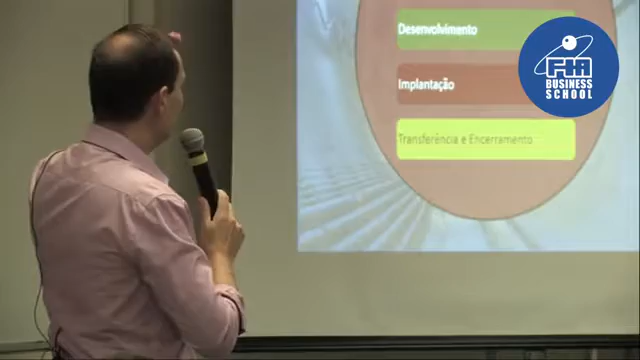 Desenvolvimento
Implantação
Transferência e Encerramento
FIA
BUSINESS
SCHOOL